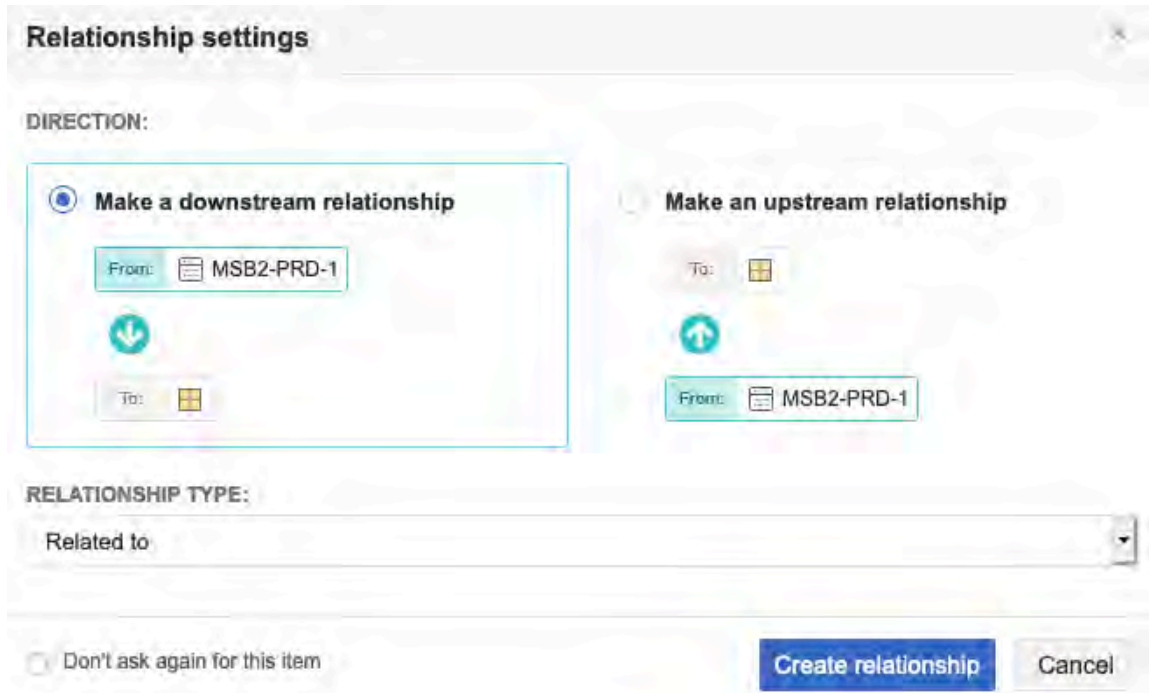 Relationship settings
DIRECTION:
Make a downstream relationship
From: MSB2-PRD-1
To:
Make an upstream relationship
To:
From: MSB2-PRD-1
RELATIONSHIP TYPE:
Related to
Don't ask again for this item
Create relationship
Cancel